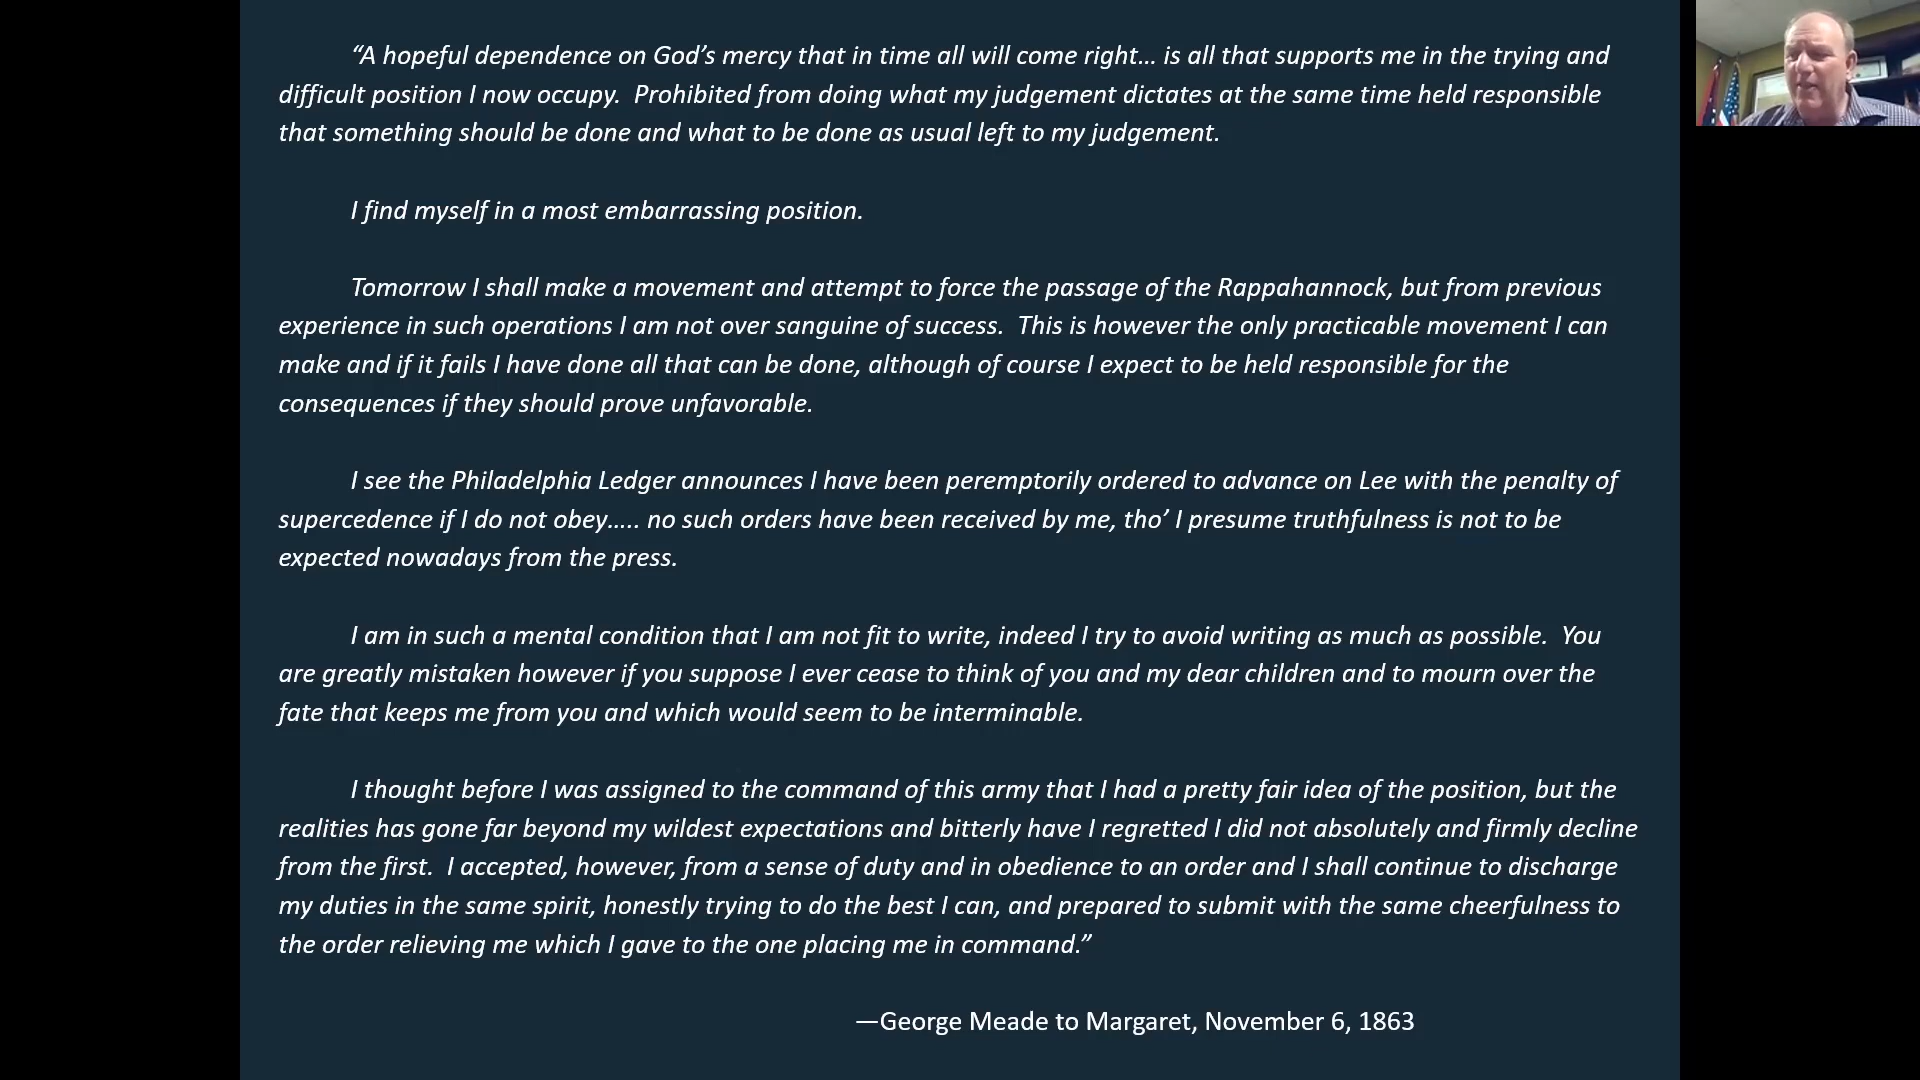 “A hopeful dependence on God’s mercy that in time all will come right… is all that supports me in the trying and
difficult position I now occupy.  Prohibited from doing what my judgement dictates at the same time held responsible
that something should be done and what to be done as usual left to my judgement.
I find myself in a most embarrassing position.
Tomorrow I shall make a movement and attempt to force the passage of the Rappahannock, but from previous
experience in such operations I am not over sanguine of success.  This is however the only practicable movement I can
make and if it fails I have done all that can be done, although of course I expect to be held responsible for the
consequences if they should prove unfavorable.
I see the Philadelphia Ledger announces I have been peremptorily ordered to advance on Lee with the penalty of
supercedence if I do not obey….. no such orders have been received by me, tho’ I presume truthfulness is not to be
expected nowadays from the press.
I am in such a mental condition that I am not fit to write, indeed I try to avoid writing as much as possible.  You
are greatly mistaken however if you suppose I ever cease to think of you and my dear children and to mourn over the
fate that keeps me from you and which would seem to be interminable.
I thought before I was assigned to the command of this army that I had a pretty fair idea of the position, but the
realities has gone far beyond my wildest expectations and bitterly have I regretted I did not absolutely and firmly decline
from the first.  I accepted, however, from a sense of duty and in obedience to an order and I shall continue to discharge
my duties in the same spirit, honestly trying to do the best I can, and prepared to submit with the same cheerfulness to
the order relieving me which I gave to the one placing me in command.”
—George Meade to Margaret, November 6, 1863